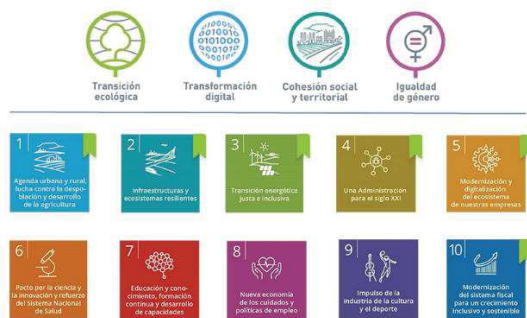 001001
0101000
000101
01001
Transición
ecológica
Transformación
digital
Cohesión social
y territorial
Igualdad
de género
1
Agenda urbana y rural,
lucha contra la despo-
blación y desarrollo
de la agricultura
2
Infraestructuras y
ecosistemas resilientes
3
Transición energética
justa e inclusiva
4
Una Administración
para el siglo XXI
5
Modernización y
digitalización
del ecosistema
de nuestras empresas
6
Pacto por la ciencia y
la innovación y refuerzo
del Sistema Nacional
de Salud
7
Educación y cono-
cimiento, formación
continua y desarrollo
de capacidades
8
Nueva economía
de los cuidados y
políticas de empleo
9
Impulso de la
industria de la cultura
y el deporte
10
Modernización
del sistema fiscal
para un crecimiento
inclusivo y sostenible